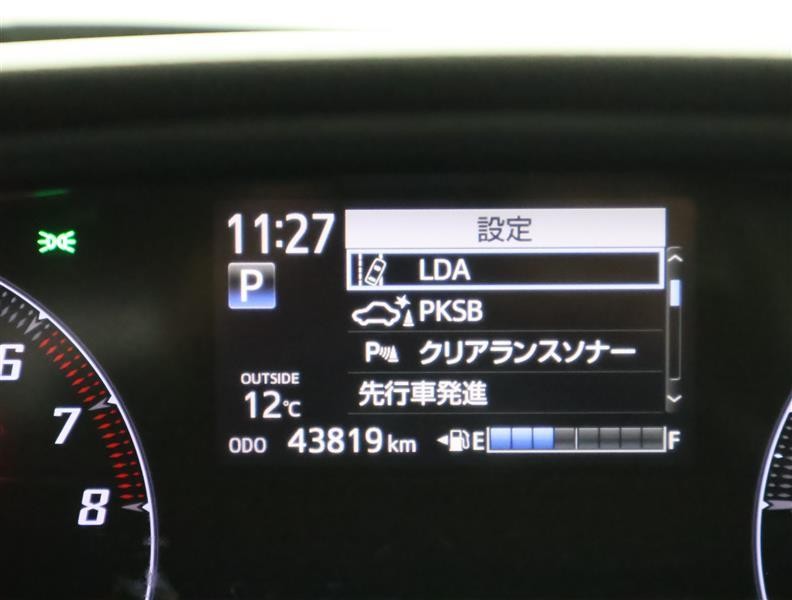 11:27
設定
P
LDA
PKSB
P クリアランスソナー
先行車発進
OUTSIDE
12℃
ODO 43819 km
E F
6
7
8